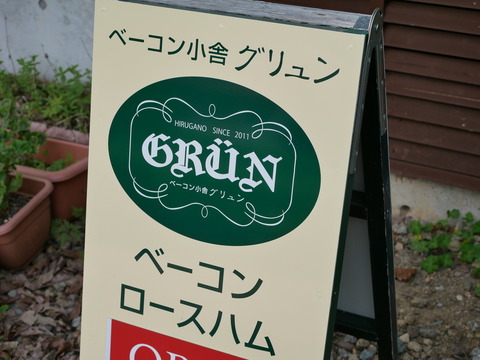 ベーコン小舎 グリュン
HIRUGANO SINCE 2011
GRÜN
ベーコン小舎 グリュン
ベーコン
ロースハム